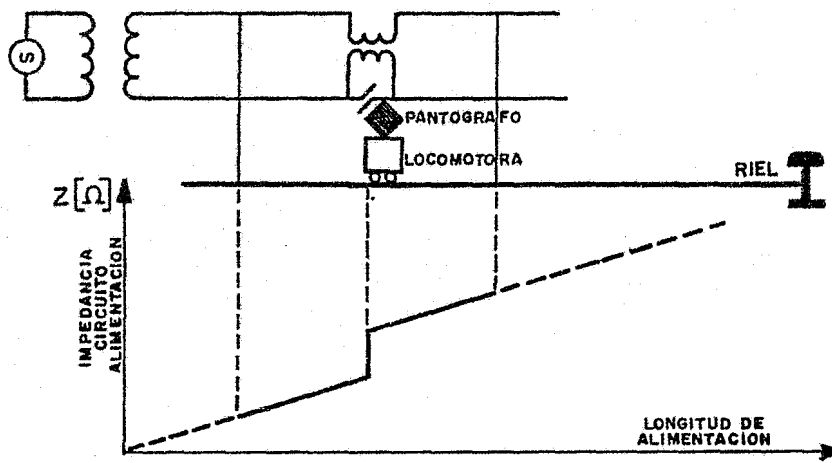 S
PANTOGRAFO
LOCOMOTORA
RIEL
Z[Ω]
IMPEDANCIA
CIRCUITO
ALIMENTACION
LONGITUD DE
ALIMENTACION